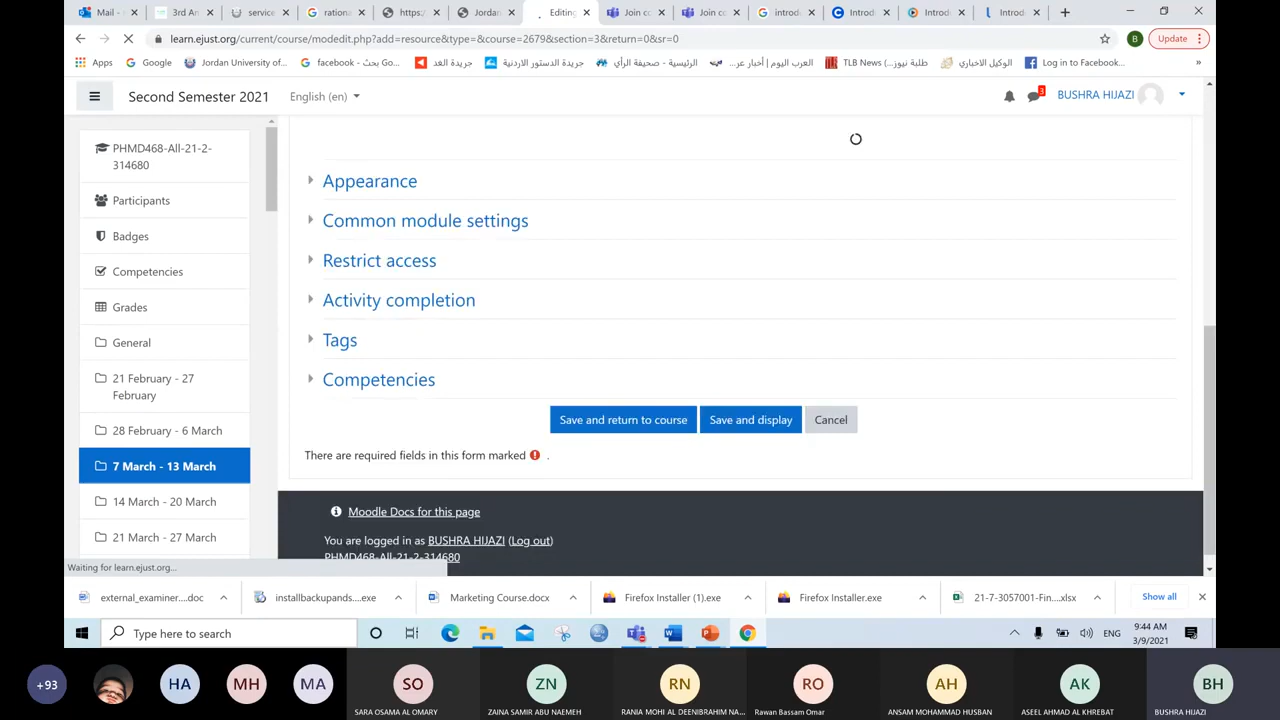 Mail -
3rd Ar
service
rationa
https:/
Jordan
Editing
Join co
Join co
introdu
Introdu
Introdu
Introdu
learn.ejust.org/current/course/modedit.php?add=resource&type=&course=2679&section=3&return=0&sr=0
B
Update
Apps
Google
Jordan University of...
facebook - بحث Go...
جريدة الغد
جريدة الدستور الاردنية
الرئيسية - صحيفة الرأي
العرب اليوم | أخبار عر...
TLB News | طلبة نيوز...
الوكيل الاخباري
Log in to Facebook...
»
Second Semester 2021
English (en)
3
BUSHRA HIJAZI
PHMD468-All-21-2-
314680
Participants
Badges
Competencies
Grades
General
21 February - 27
February
28 February - 6 March
7 March - 13 March
14 March - 20 March
21 March - 27 March
Appearance
Common module settings
Restrict access
Activity completion
Tags
Competencies
Save and return to course
Save and display
Cancel
There are required fields in this form marked
.
Moodle Docs for this page
You are logged in as BUSHRA HIJAZI (Log out)
PHMD468-All-21-2-314680
Waiting for learn.ejust.org...
external_examiner....doc
installbackupands....exe
Marketing Course.docx
Firefox Installer (1).exe
Firefox Installer.exe
21-7-3057001-Fin....xlsx
Show all
Type here to search
ENG
9:44 AM
3/9/2021
+93
HA
MH
MA
SO
SARA OSAMA AL OMARY
ZN
ZAINA SAMIR ABU NAEMEH
RN
RANIA MOHI AL DEENIBRAHIM NA...
RO
Rawan Bassam Omar
AH
ANSAM MOHAMMAD HUSBAN
AK
ASEEL AHMAD AL KHREBAT
BH
BUSHRA HIJAZI